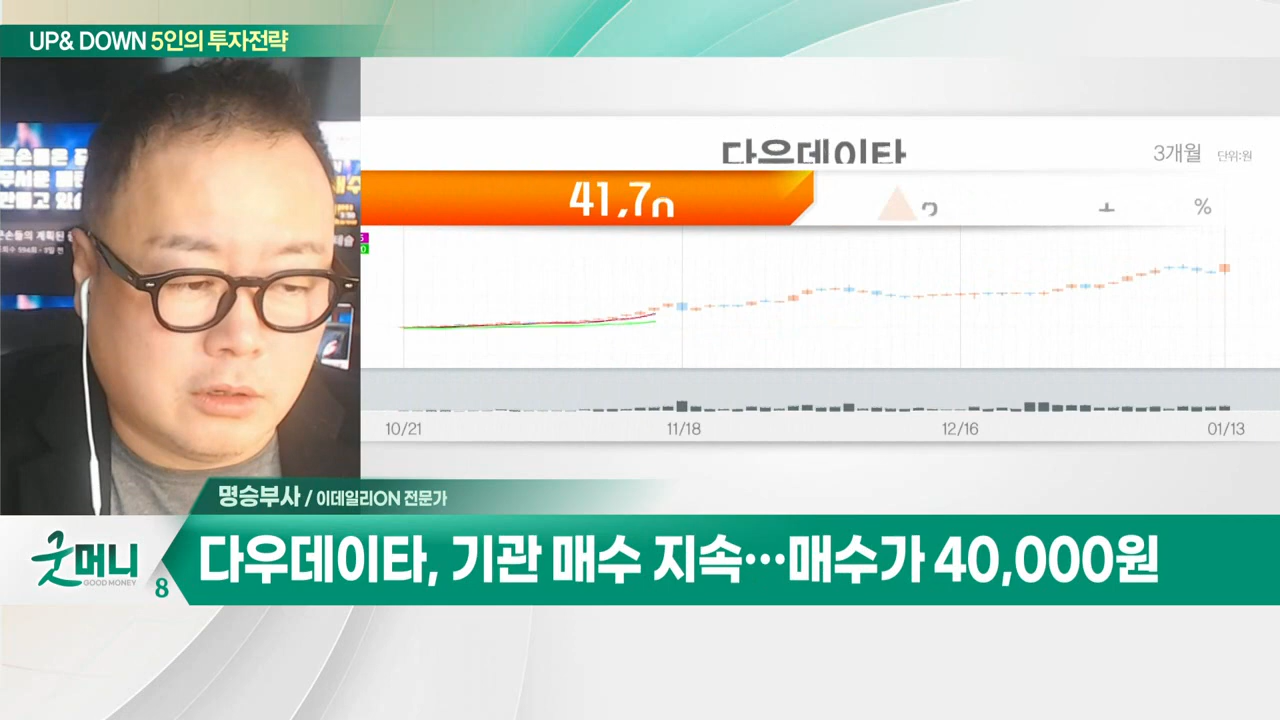 UP& DOWN 5인의 투자전략
다우데이타
3개월 단위:원
%
10/21 11/18 12/16 01/13
명승부사 / 이데일리ON 전문가
굿머니
GOOD MONEY
8
다우데이타, 기관 매수 지속…매수가 40,000원